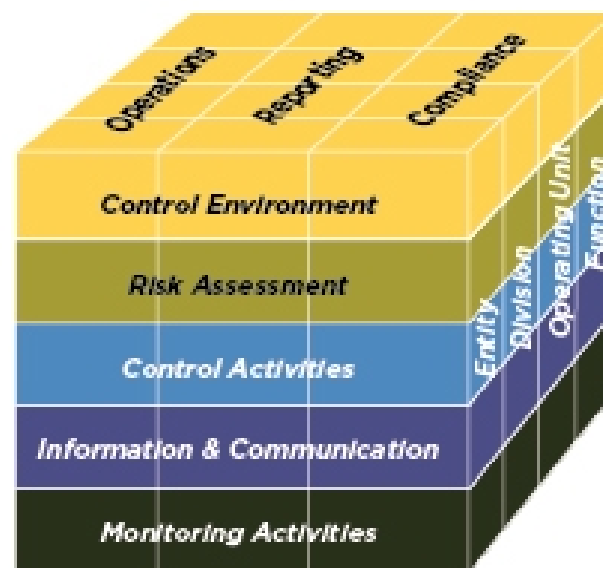 Operations
Reporting
Compliance
Control Environment
Risk Assessment
Control Activities
Information & Communication
Monitoring Activities
Entity
Division
Operating Unit
Function